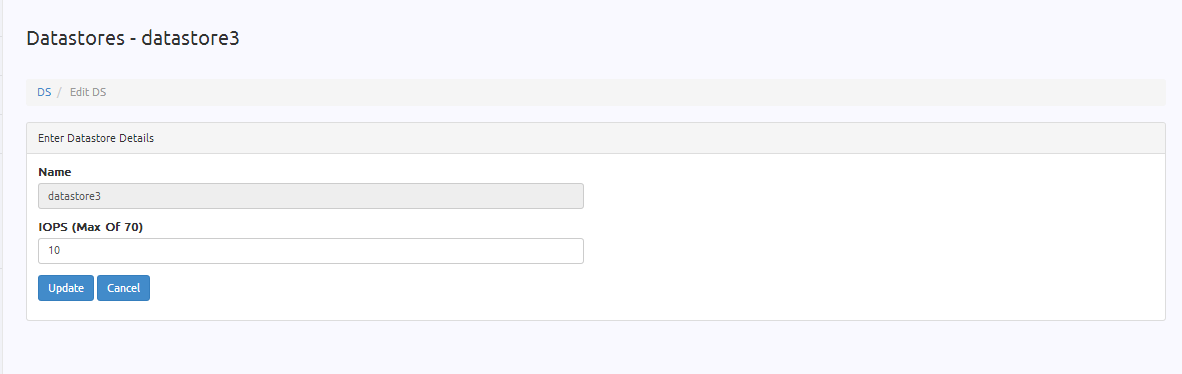 Datastores - datastore3
DS / Edit DS
Enter Datastore Details
Name
datastore3
IOPS (Max Of 70)
10
Update Cancel